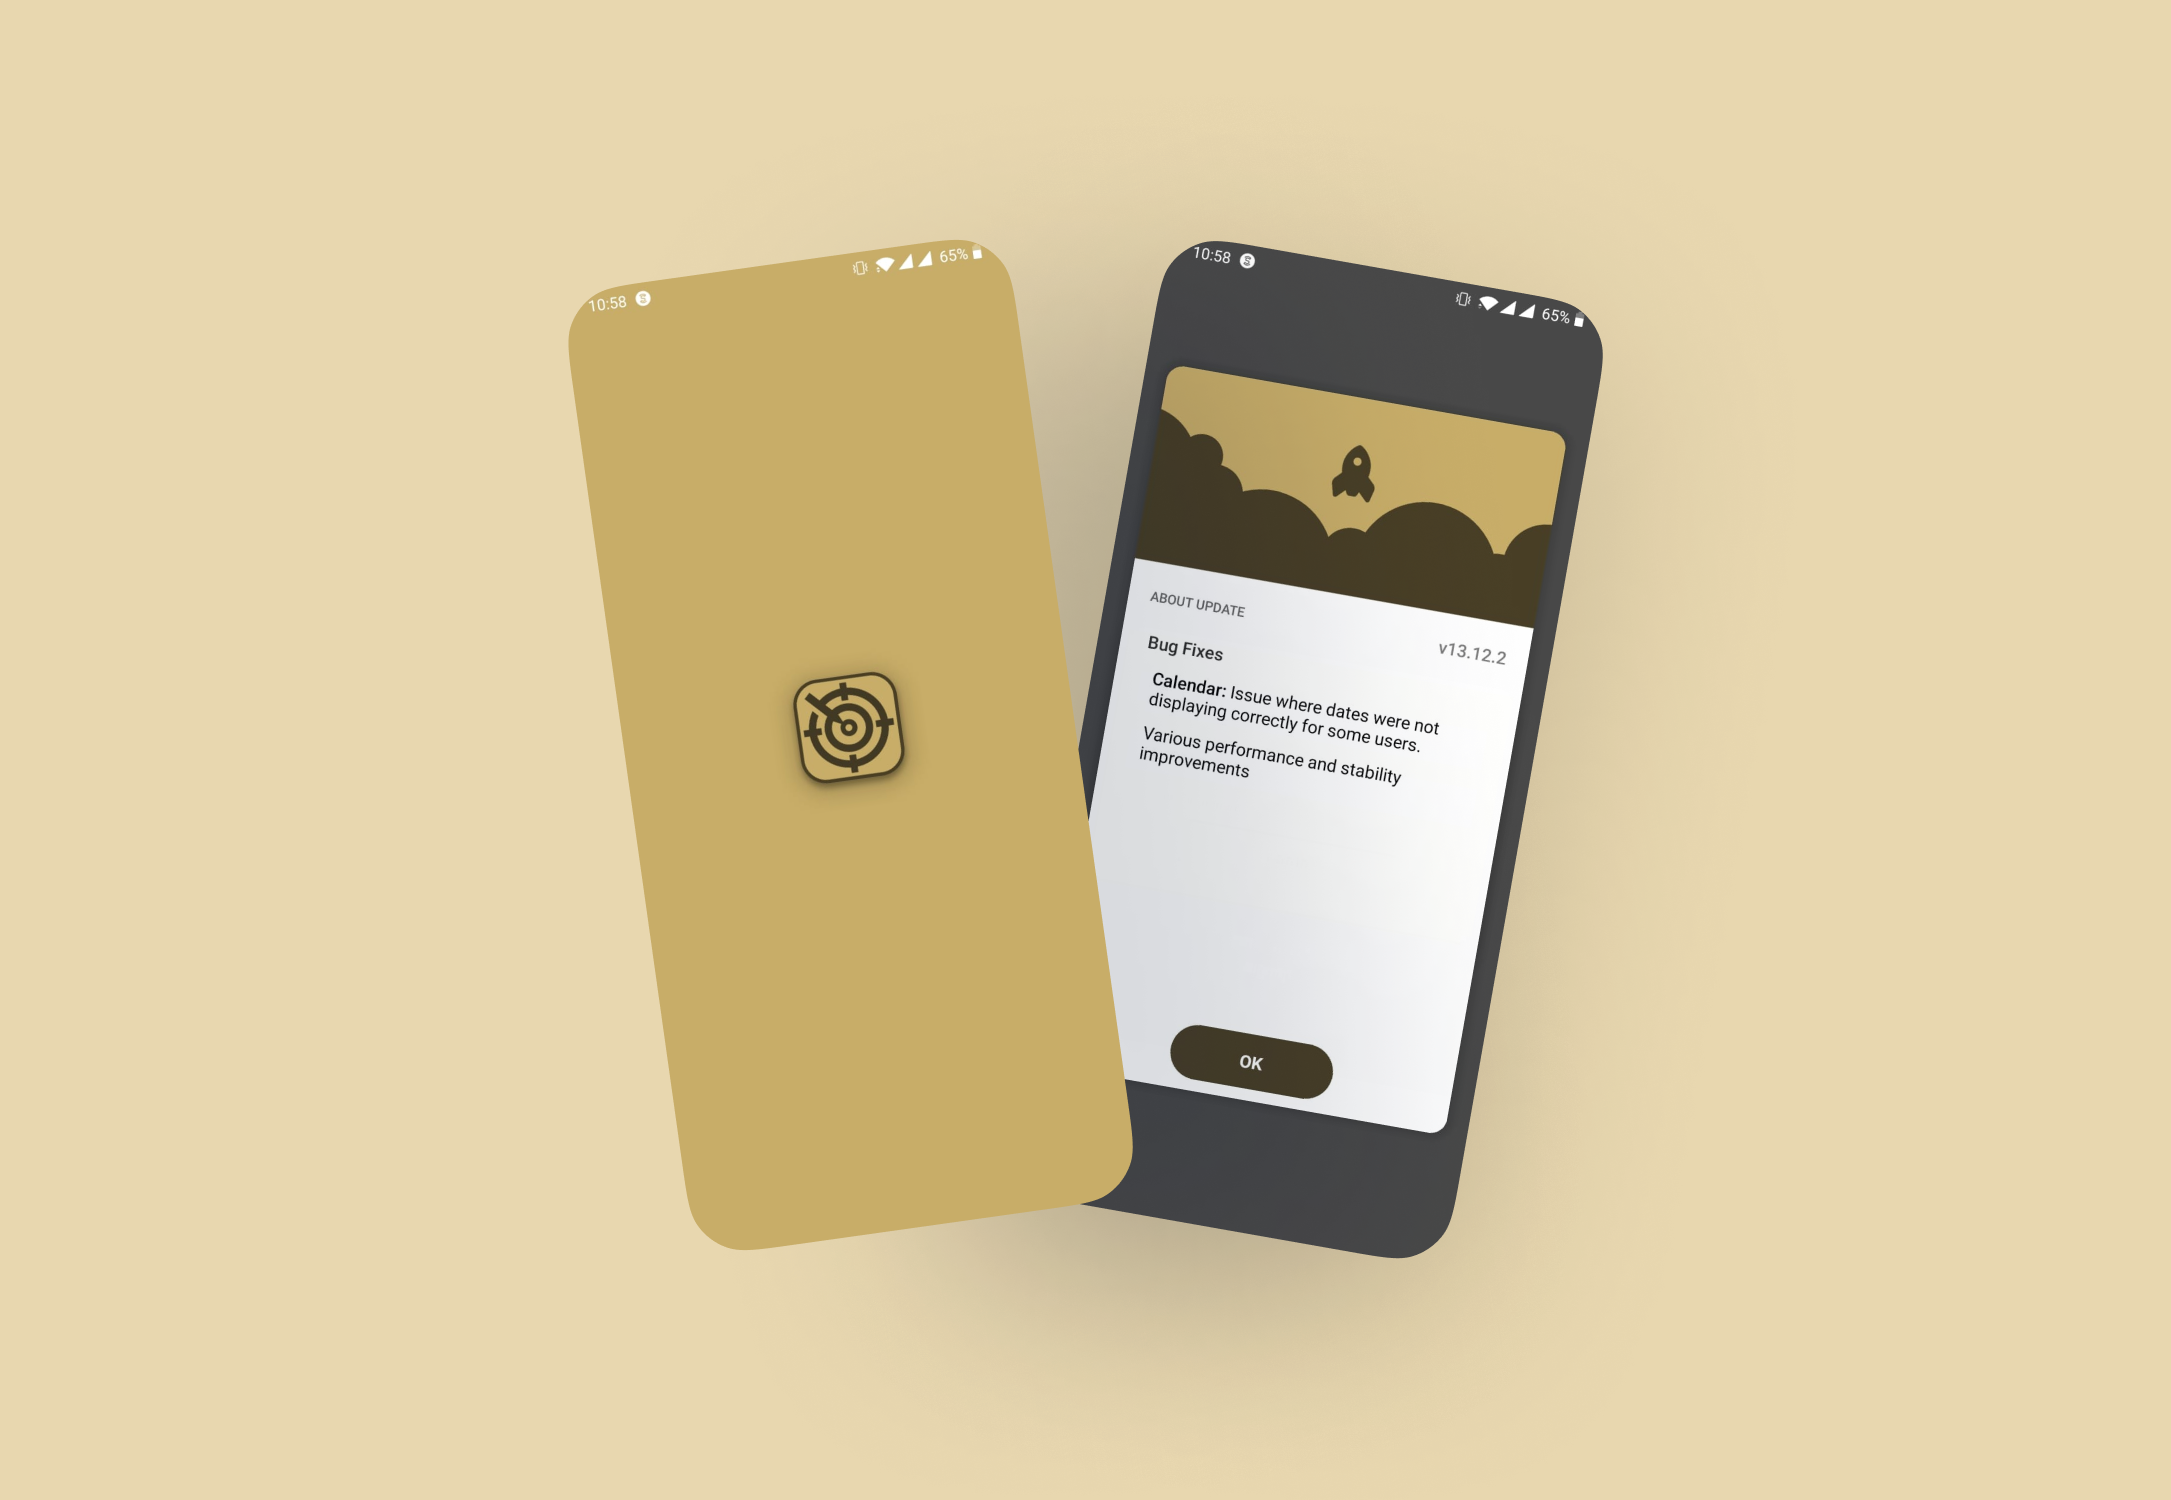 10:58
65%
10:58
65%
ABOUT UPDATE
v13.12.2
Bug Fixes
Calendar: Issue where dates were not
displaying correctly for some users.
Various performance and stability
improvements
OK